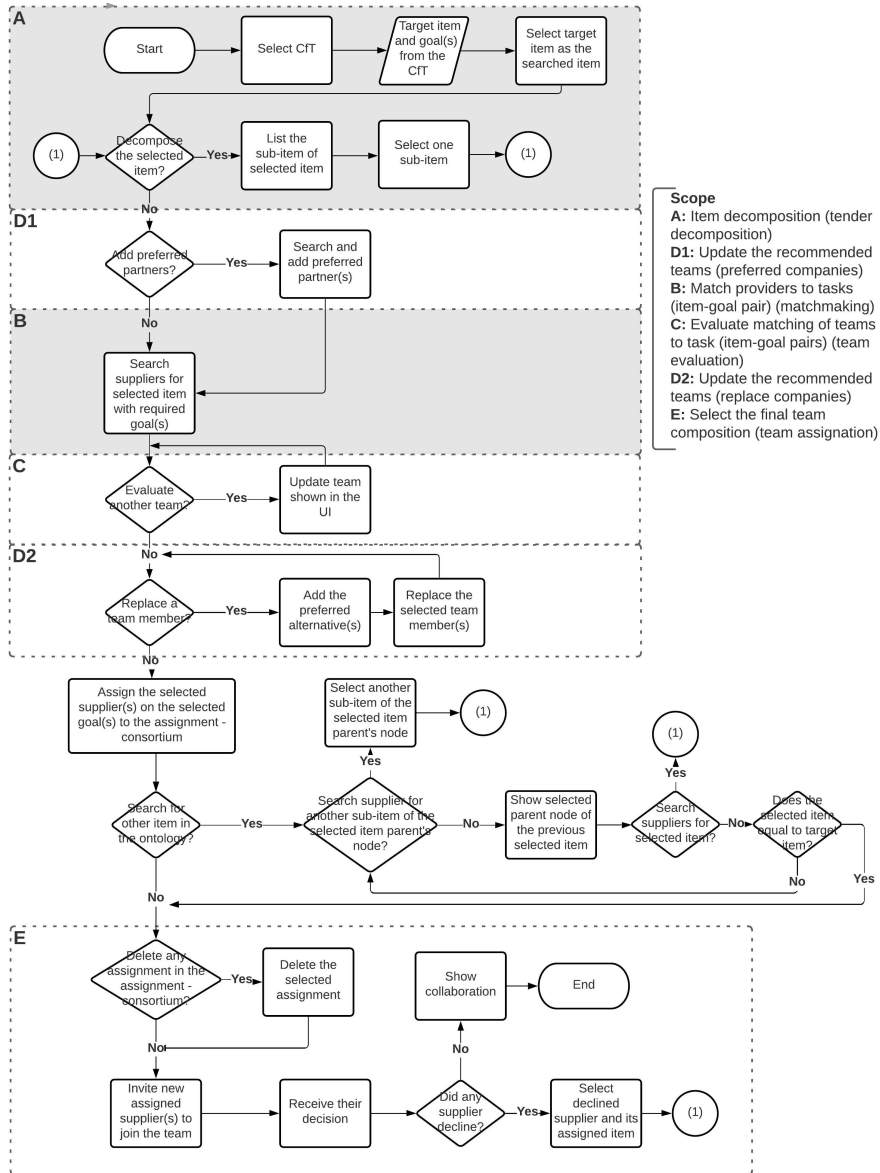 A
Start
Select CfT
Target item
and goal(s)
from the
CfT
Select target
item as the
searched item
(1)
Decompose
the selected
item?
Yes
List the
sub-item of
selected item
Select one
sub-item
(1)
No
D1
Add preferred
partners?
Yes
Search and
add preferred
partner(s)
No
B
Search
suppliers for
selected item
with required
goal(s)
C
Evaluate
another team?
Yes
Update team
shown in the
UI
No
D2
Replace a
team member?
Yes
Add the
preferred
alternative(s)
Replace the
selected team
member(s)
No
Scope
A: Item decomposition (tender
decomposition)
D1: Update the recommended
teams (preferred companies)
B: Match providers to tasks
(item-goal pair) (matchmaking)
C: Evaluate matching of teams
to task (item-goal pairs) (team
evaluation)
D2: Update the recommended
teams (replace companies)
E: Select the final team
composition (team assignation)
Assign the selected
supplier(s) on the selected
goal(s) to the assignment -
consortium
Select another
sub-item of the
selected item
parent's node
(1)
(1)
Yes
Yes
Search for
other item in
the ontology?
Yes
Search supplier for
another sub-item of the
selected item parent's
node?
No
Show selected
parent node of
the previous
selected item
Search
suppliers for
selected item?
No
Does the
selected item
equal to target
item?
No
Yes
No
E
Delete any
assignment in the
assignment -
consortium?
Yes
Delete the
selected
assignment
Show
collaboration
End
No
No
Invite new
assigned
supplier(s) to
join the team
Receive their
decision
Did any
supplier
decline?
Yes
Select
declined
supplier and its
assigned item
(1)